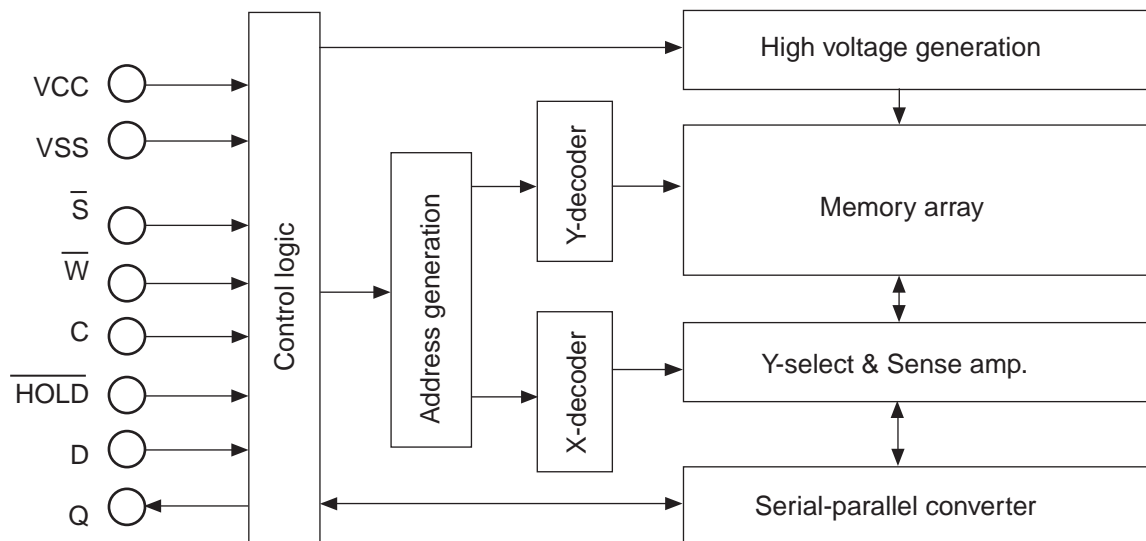 VCC
VSS
S̅
W̅
C
H̅O̅L̅D̅
D
Q
Control logic
Address generation
Y-decoder
X-decoder
High voltage generation
Memory array
Y-select & Sense amp.
Serial-parallel converter